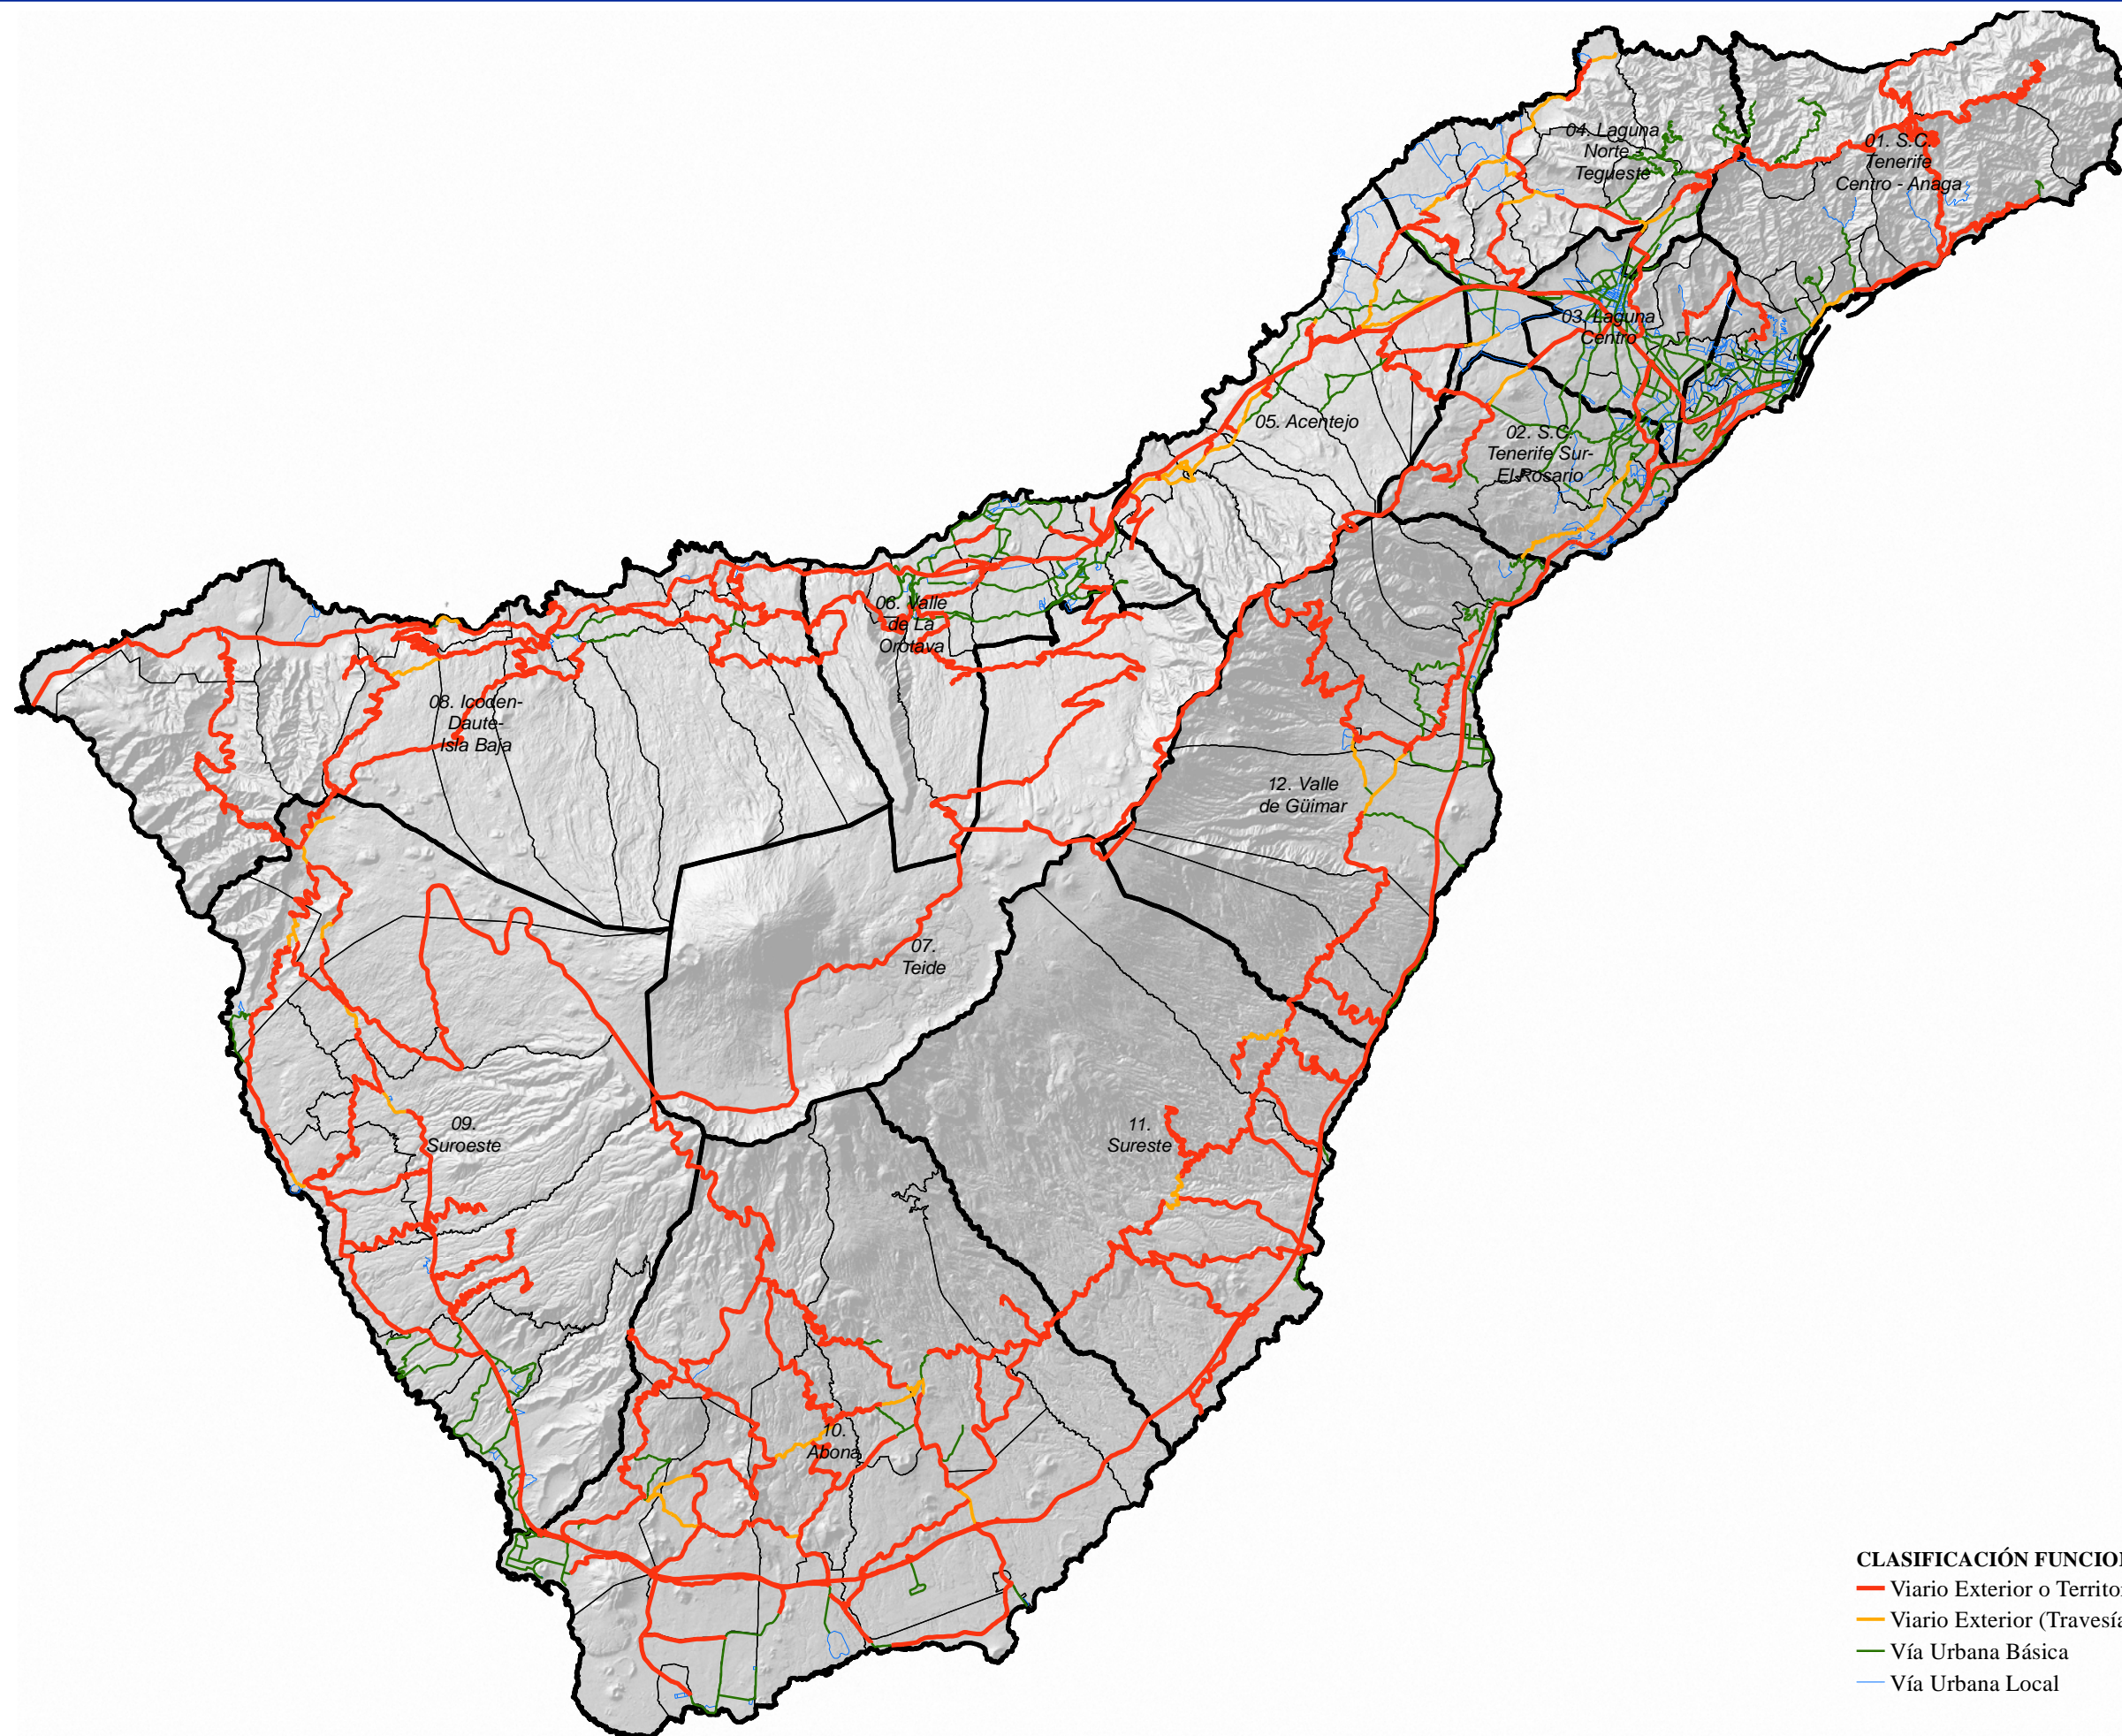 04. Laguna
Norte -
Tegueste
01. S.C.
Tenerife
Centro - Anaga
03. Laguna
Centro
05. Acentejo
02. S.C.
Tenerife Sur-
El Rosario
06. Valle
de La
Orotava
08. Icoden-
Daute-
Isla Baja
12. Valle
de Güimar
07.
Teide
09.
Suroeste
11.
Sureste
10.
Abona
CLASIFICACIÓN FUNCION
Viario Exterior o Territor
Viario Exterior (Travesía
Vía Urbana Básica
Vía Urbana Local